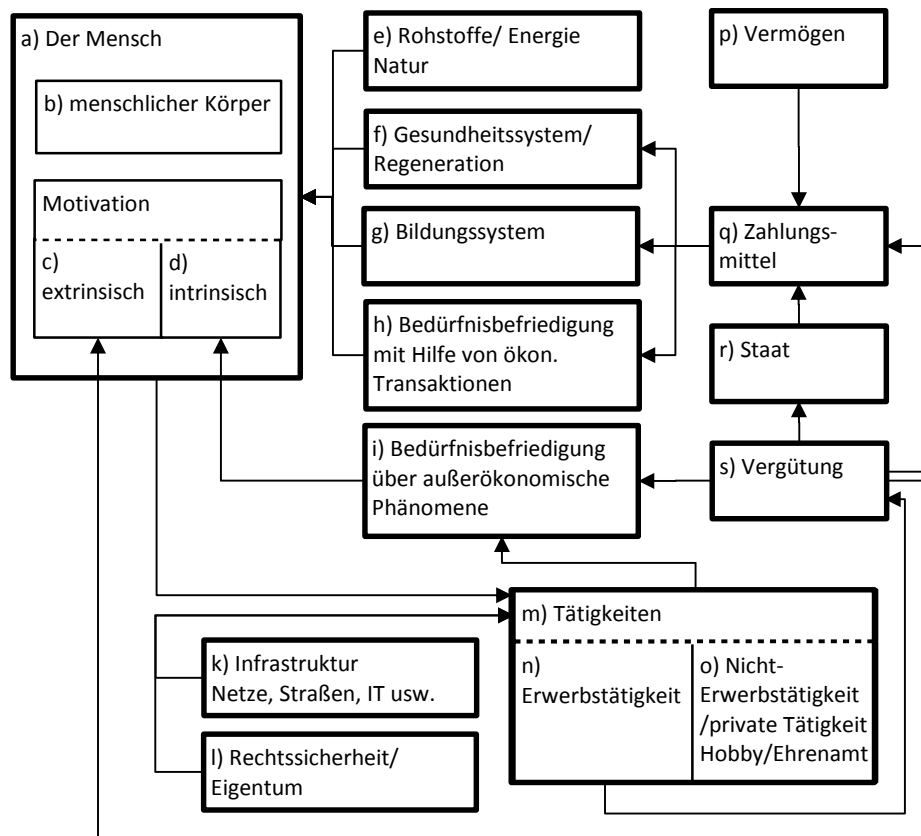 a) Der Mensch
b) menschlicher Körper
Motivation
c)
extrinsisch
d)
intrinsisch
e) Rohstoffe/ Energie
Natur
f) Gesundheitssystem/
Regeneration
g) Bildungssystem
h) Bedürfnisbefriedigung
mit Hilfe von ökon.
Transaktionen
i) Bedürfnisbefriedigung
über außerökonomische
Phänomene
p) Vermögen
q) Zahlungs-
mittel
r) Staat
s) Vergütung
k) Infrastruktur
Netze, Straßen, IT usw.
l) Rechtssicherheit/
Eigentum
m) Tätigkeiten
n)
Erwerbstätigkeit
o) Nicht-
Erwerbstätigkeit
/private Tätigkeit
Hobby/Ehrenamt